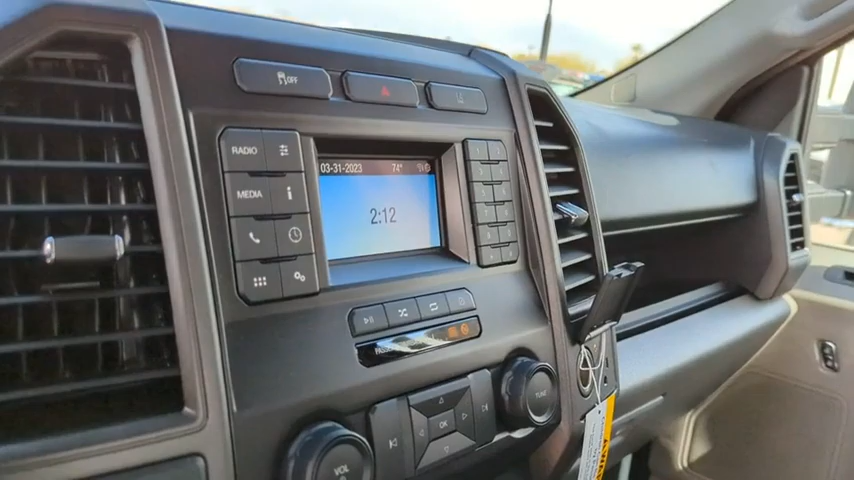 OFF
RADIO
MEDIA
03-31-2023 74°
2:12
OK
VOL
TUNE